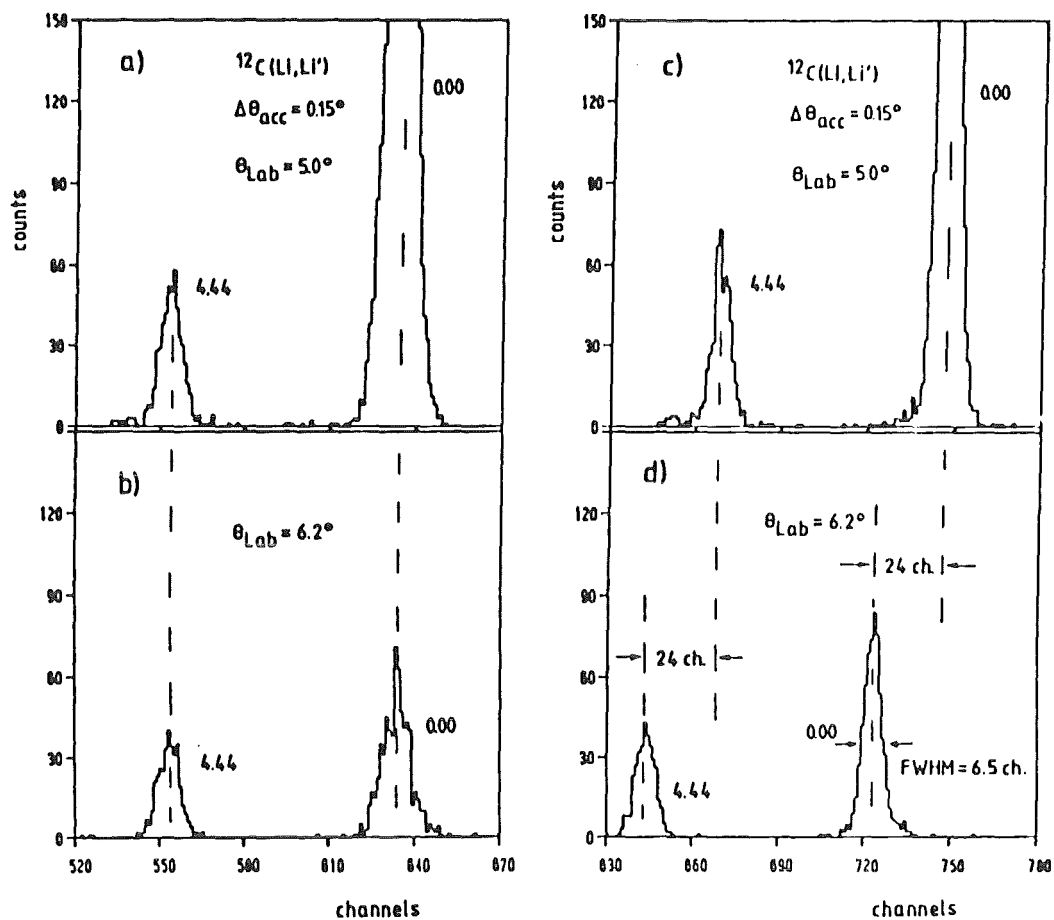 a)
¹²C(Li,Li')
Δθacc = 0.15°
θLab = 5.0°
0.00
4.44
counts
150
120
90
60
30
0
c)
¹²C(Li,Li')
Δθacc = 0.15°
θLab = 5.0°
0.00
4.44
counts
150
120
90
60
30
0
b)
θLab = 6.2°
4.44
0.00
120
90
60
30
0
520 550 580 610 640 670
channels
d)
θLab = 6.2°
24 ch.
24 ch.
0.00
FWHM = 6.5 ch.
4.44
120
90
60
30
0
630 660 690 720 750 780
channels